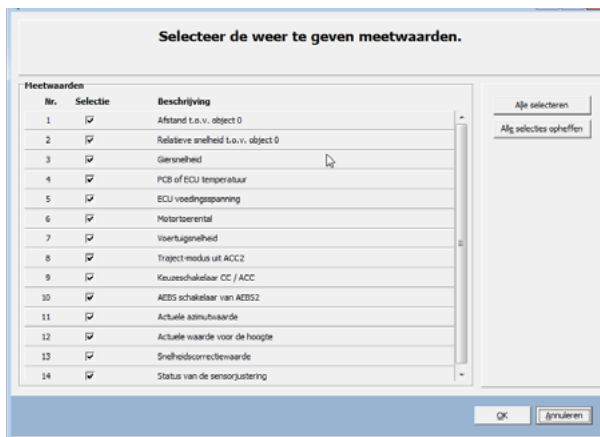 Selecteer de weer te geven meetwaarden.
Meetwaarden
Nr. Selectie Beschrijving
1 Afstand t.o.v. object 0
2 Relatieve snelheid t.o.v. object 0
3 Giersnelheid
4 PCB of ECU temperatuur
5 ECU voedingsspanning
6 Motortoerental
7 Voertuigsnelheid
8 Traject-modus uit ACC2
9 Keuzeschakelaar CC / ACC
10 AEBS schakelaar van AEBS2
11 Actuele azimutwaarde
12 Actuele waarde voor de hoogte
13 Snelheidscorrectiewaarde
14 Status van de sensorjustering
Alle selecteren
Alle selecties opheffen
OK Annuleren